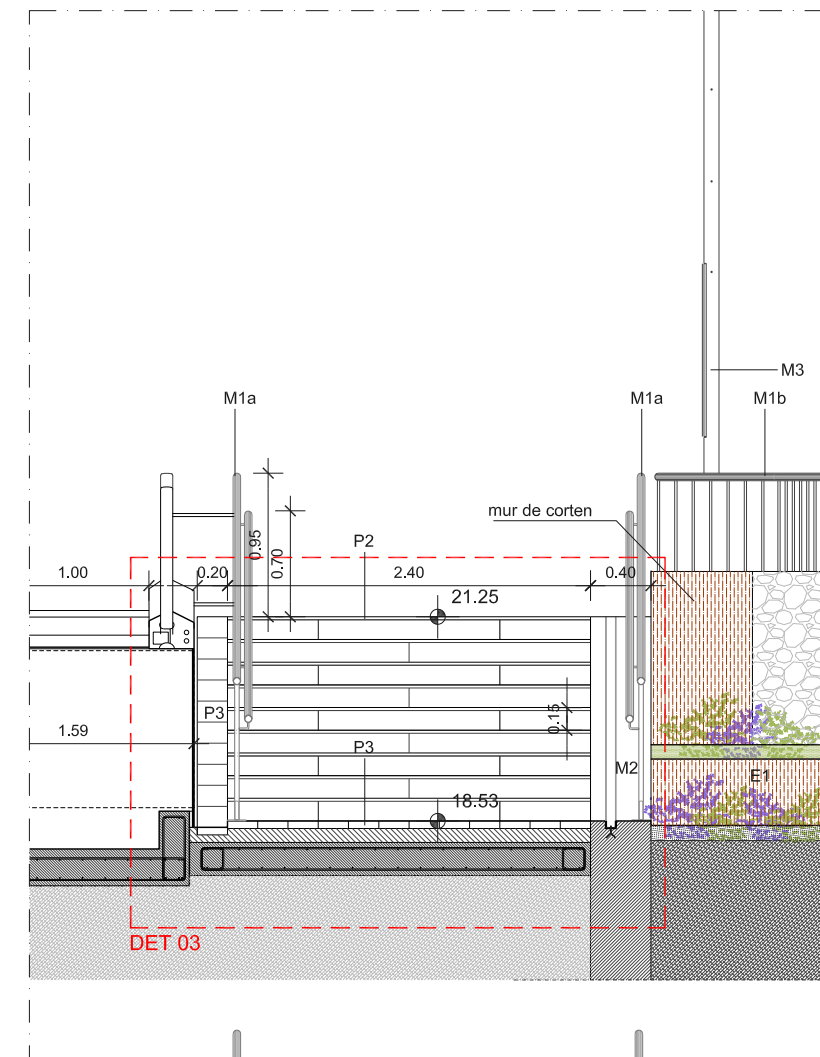 M3
M1a
M1a
M1b
mur de corten
0.95
0.70
P2
1.00
0.20
2.40
0.40
21.25
P3
1.59
0.15
P3
M2
E1
18.53
DET 03